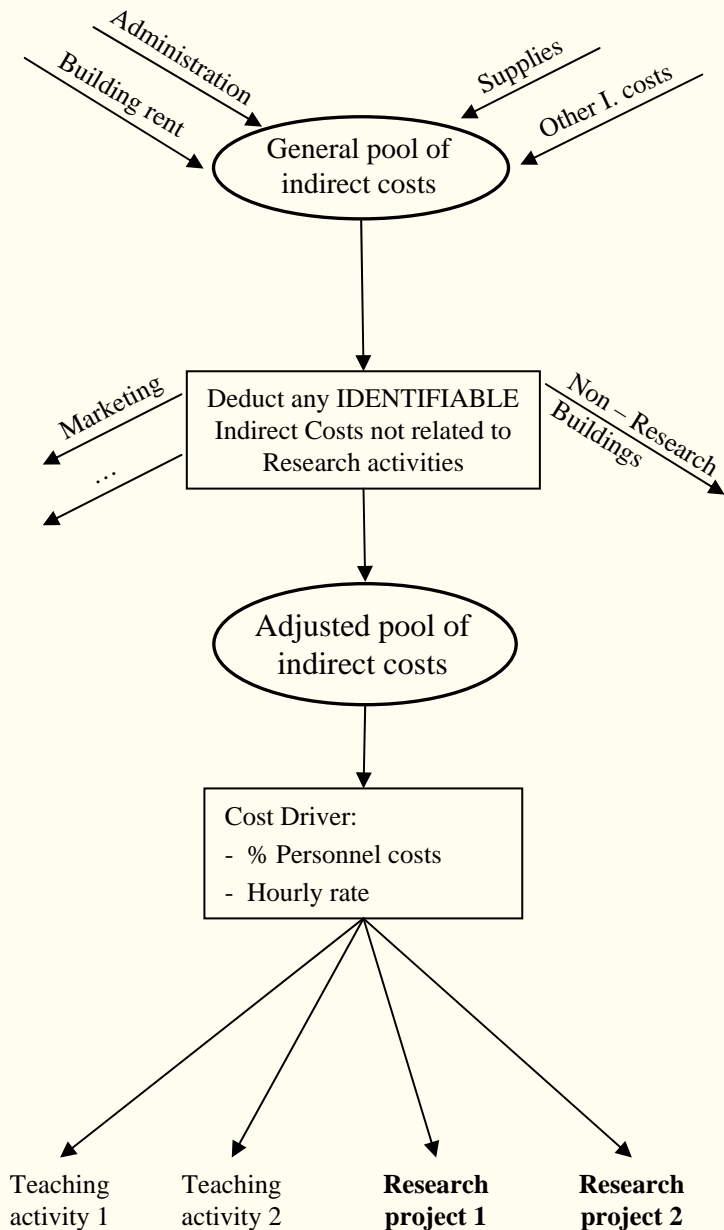 Administration
Building rent
Supplies
Other I. costs
General pool of
indirect costs
Marketing
...
Deduct any IDENTIFIABLE
Indirect Costs not related to
Research activities
Non – Research
Buildings
Adjusted pool of
indirect costs
Cost Driver:
- % Personnel costs
- Hourly rate
Teaching
activity 1
Teaching
activity 2
Research
project 1
Research
project 2